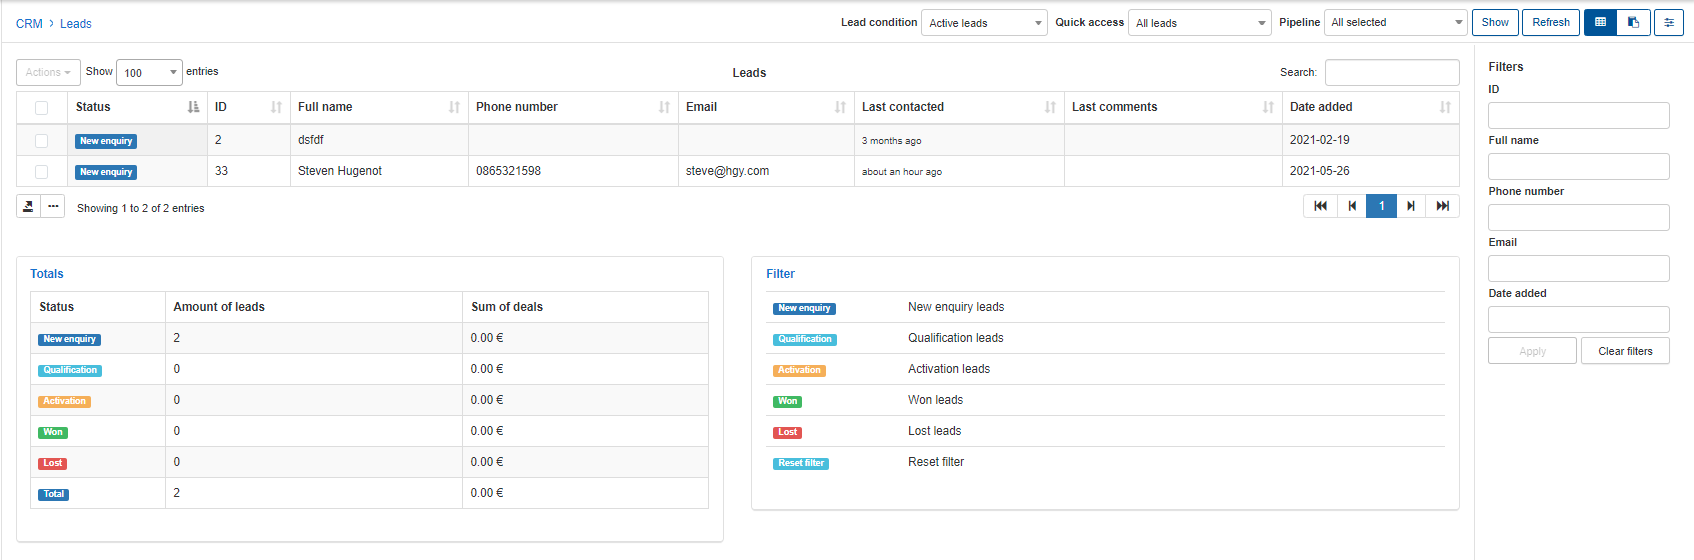 CRM > Leads
Lead condition Active leads Quick access All leads Pipeline All selected Show Refresh
Actions Show 100 entries
Leads
Search:
Status ID Full name Phone number Email Last contacted Last comments Date added
New enquiry 2 dsfdf 3 months ago 2021-02-19
New enquiry 33 Steven Hugenot 0865321598 steve@hgy.com about an hour ago 2021-05-26
Showing 1 to 2 of 2 entries
1
Totals
Status Amount of leads Sum of deals
New enquiry 2 0.00 €
Qualification 0 0.00 €
Activation 0 0.00 €
Won 0 0.00 €
Lost 0 0.00 €
Total 2 0.00 €
Filter
New enquiry New enquiry leads
Qualification Qualification leads
Activation Activation leads
Won Won leads
Lost Lost leads
Reset filter Reset filter
Filters
ID
Full name
Phone number
Email
Date added
Apply Clear filters